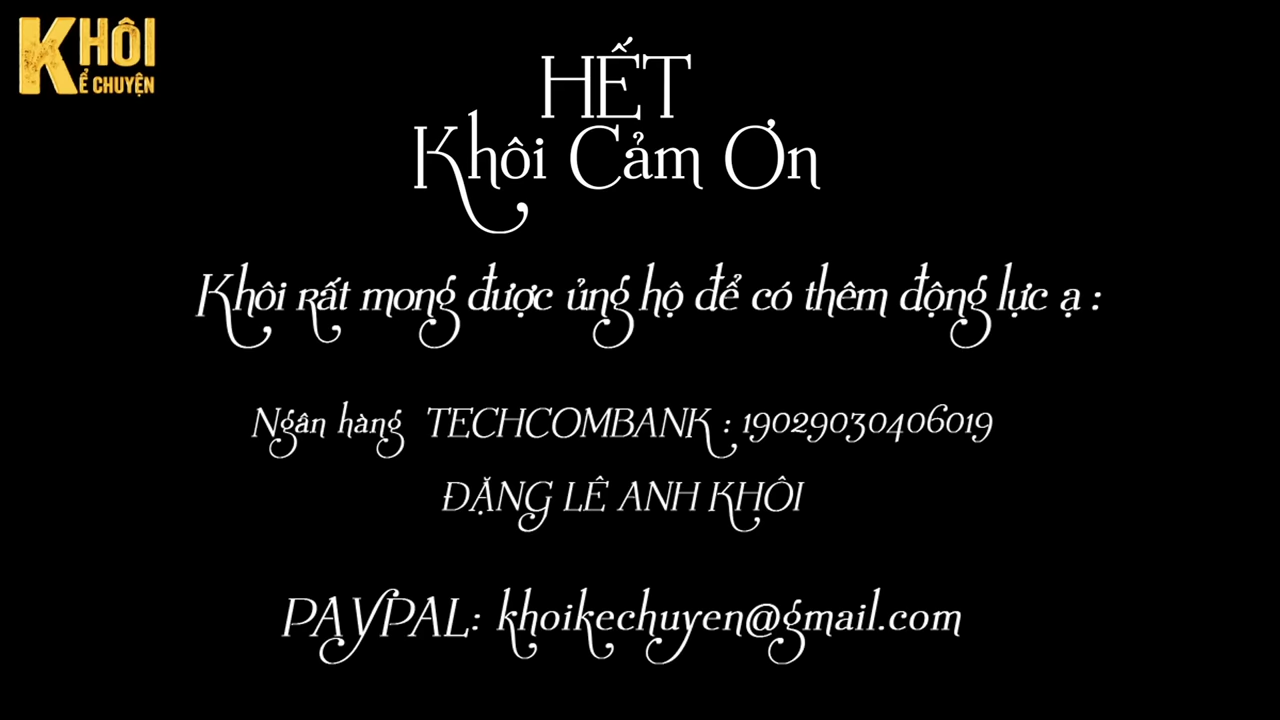 KHÔI
KỂ CHUYỆN
HẾT
Khôi Cảm Ơn
Khôi rất mong được ủng hộ để có thêm động lực ạ :
Ngân hàng TECHCOMBANK : 19029030406019
ĐẶNG LÊ ANH KHÔI
PAYPAL: khoikechuyen@gmail.com